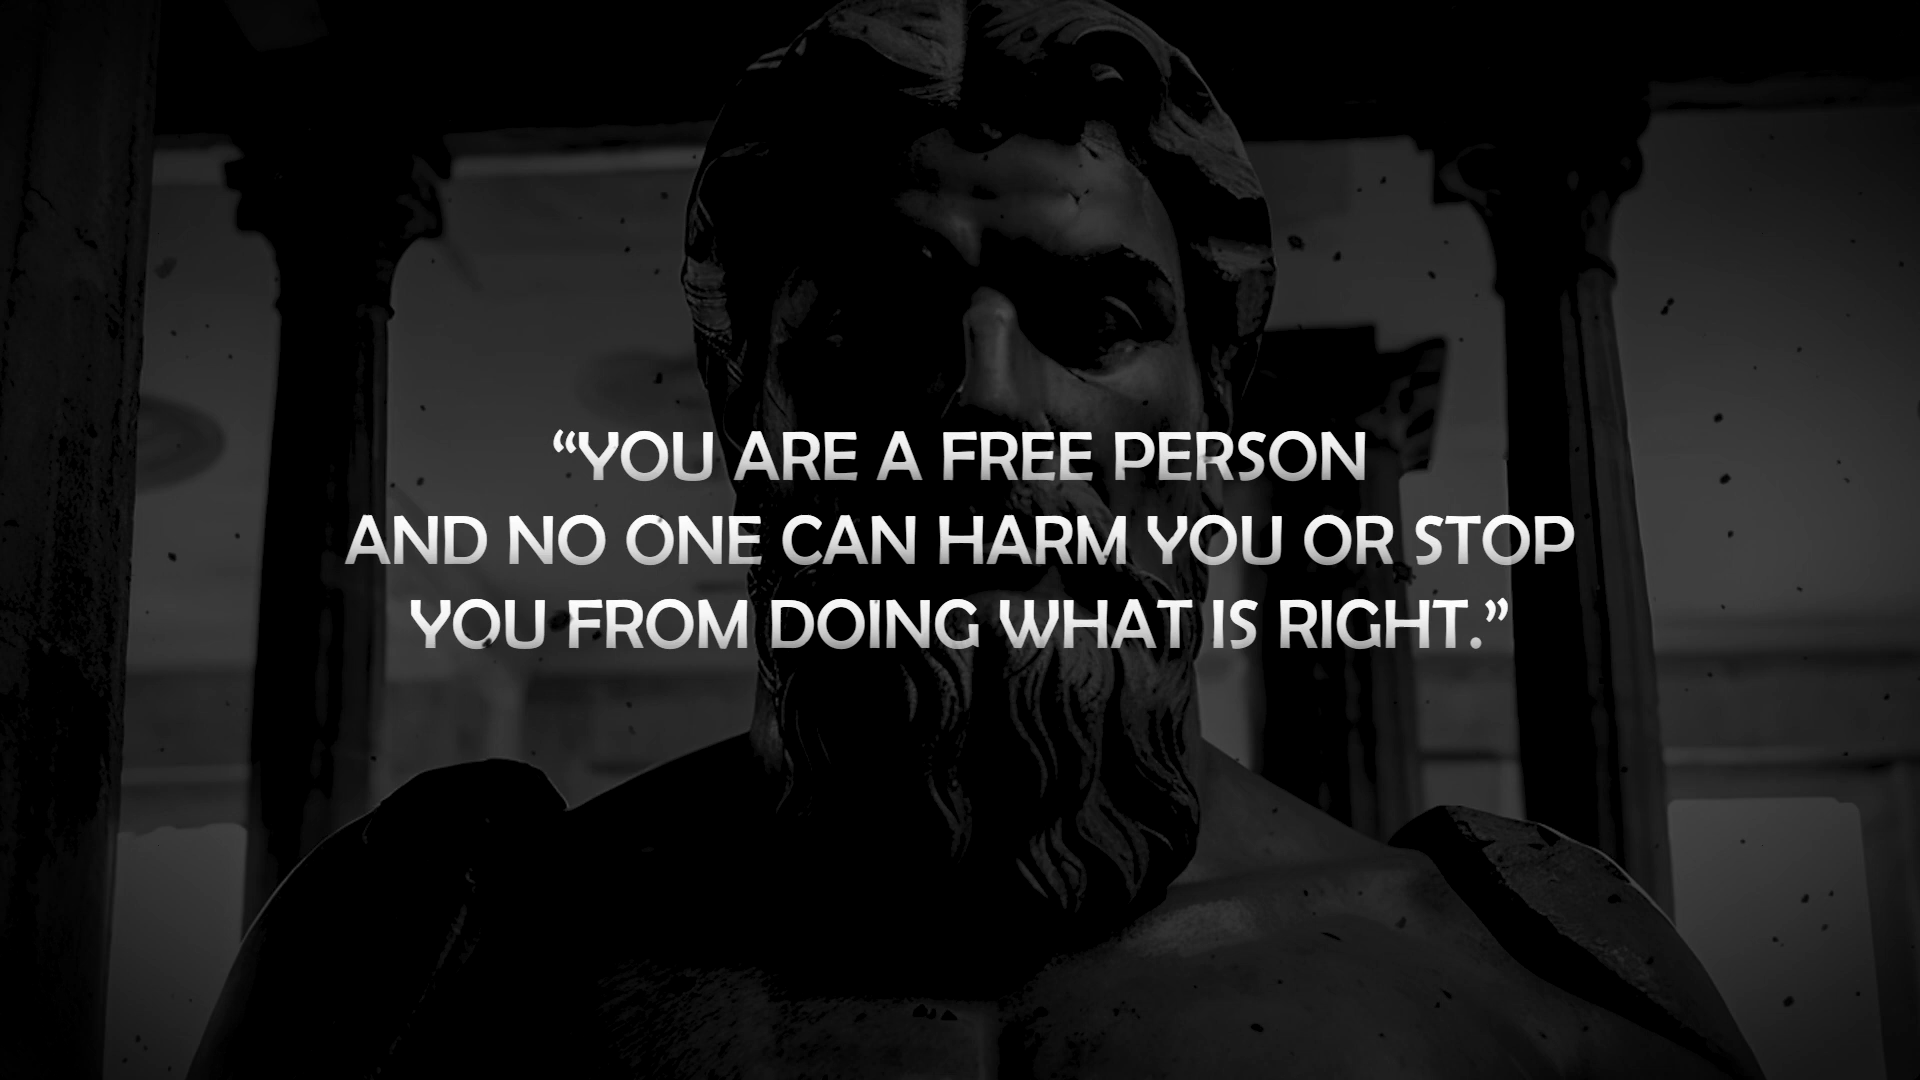 “YOU ARE A FREE PERSON
AND NO ONE CAN HARM YOU OR STOP
YOU FROM DOING WHAT IS RIGHT.”